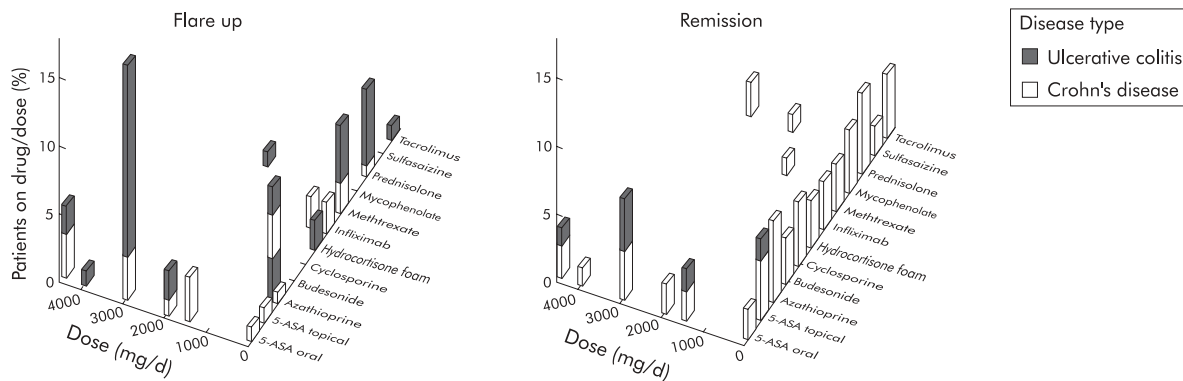 Flare up
Remission
Disease type
Ulcerative colitis
Crohn's disease
Patients on drug/dose (%)
15
10
5
0
4000
3000
2000
1000
0
Dose (mg/d)
Tacrolimus
Sulfasaizine
Prednisolone
Mycophenolate
Methtrexate
Infliximab
Hydrocortisone foam
Cyclosporine
Budesonide
Azathioprine
5-ASA topical
5-ASA oral
15
10
5
0
4000
3000
2000
1000
0
Dose (mg/d)
Tacrolimus
Sulfasaizine
Prednisolone
Mycophenolate
Methtrexate
Infliximab
Hydrocortisone foam
Cyclosporine
Budesonide
Azathioprine
5-ASA topical
5-ASA oral